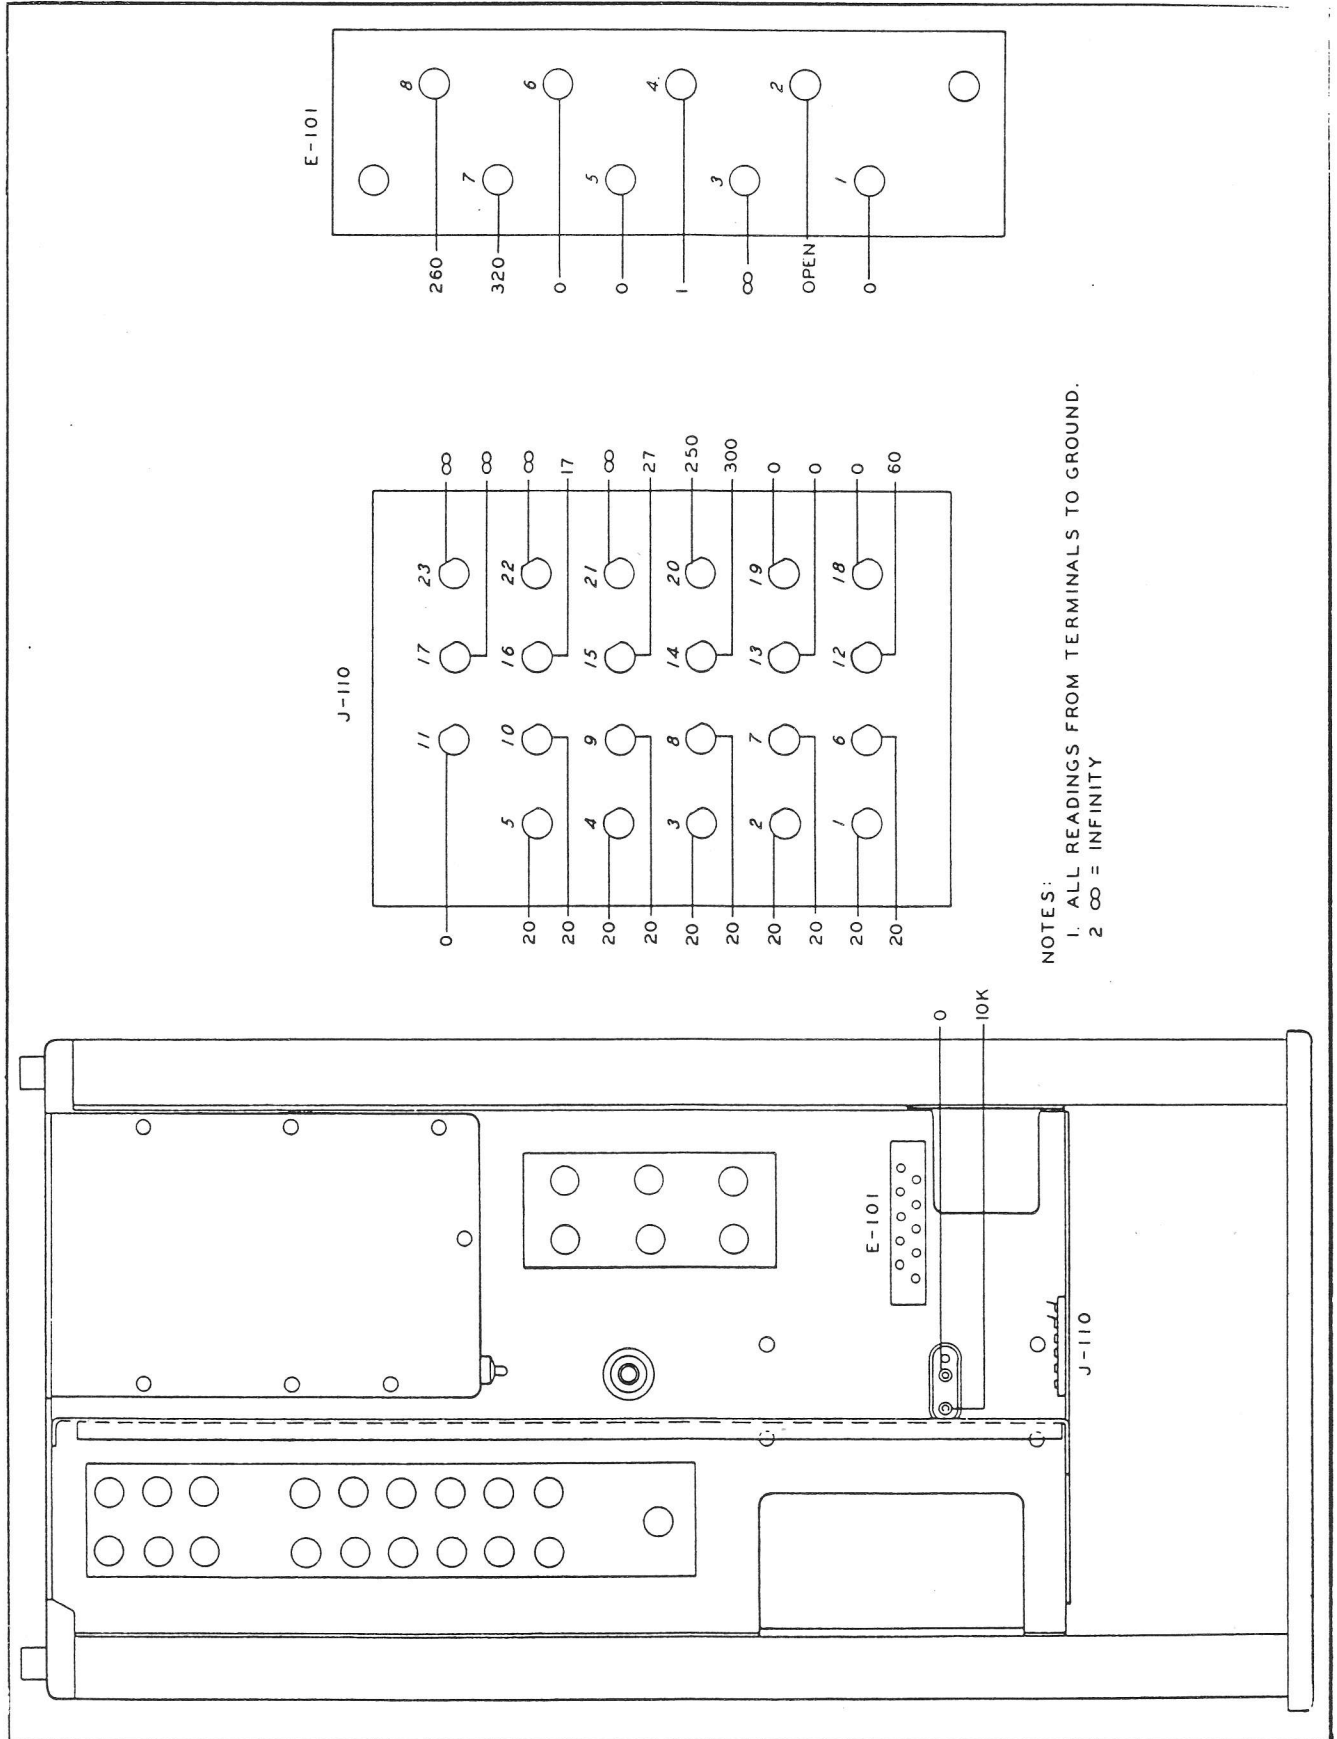 E-101
J-110
0
10K
J-110
11 17 23
0 ∞
∞
5 10 16 22
20 ∞
20 17
4 9 15 21
20 ∞
20 27
3 8 14 20
20 250
20 300
2 7 13 19
20 0
20 0
1 6 12 18
20 0
20 60
E-101
8
260
7
320
6
0
5
0
4
1
3
∞
2
OPEN
1
0
NOTES:
1. ALL READINGS FROM TERMINALS TO GROUND.
2 ∞ = INFINITY